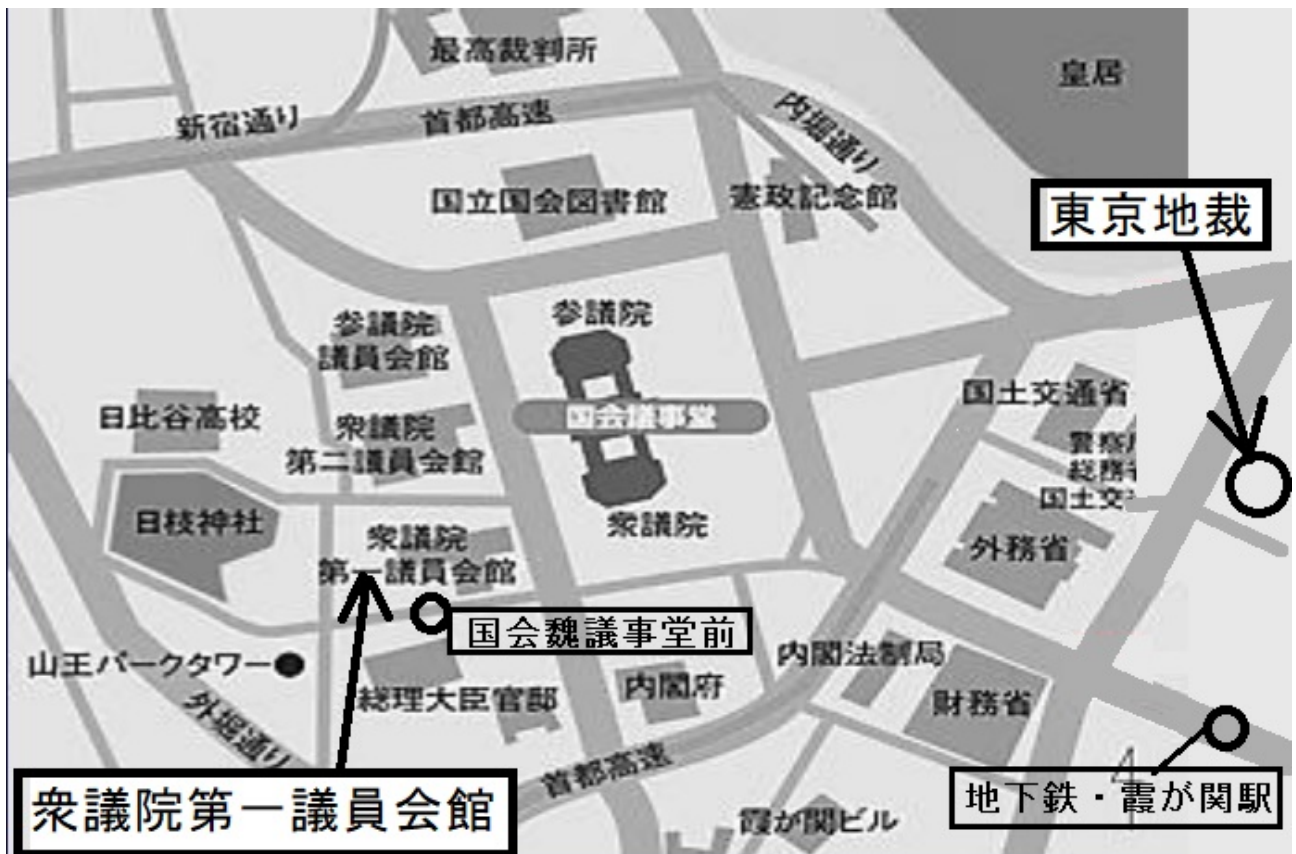 最高裁判所
皇居
新宿通り
首都高速
内堀通り
国立国会図書館
憲政記念館
東京地裁
参議院
議員会館
参議院
国会議事堂
衆議院
国土交通省
日比谷高校
衆議院
第二議員会館
総務
国土交
日枝神社
外務省
衆議院
第一議員会館
国会魏議事堂前
山王パークタワー
総理大臣官邸
内閣府
内閣法制局
財務省
外堀通り
首都高速
衆議院第一議員会館
霞が関ビル
4
地下鉄・霞が関駅